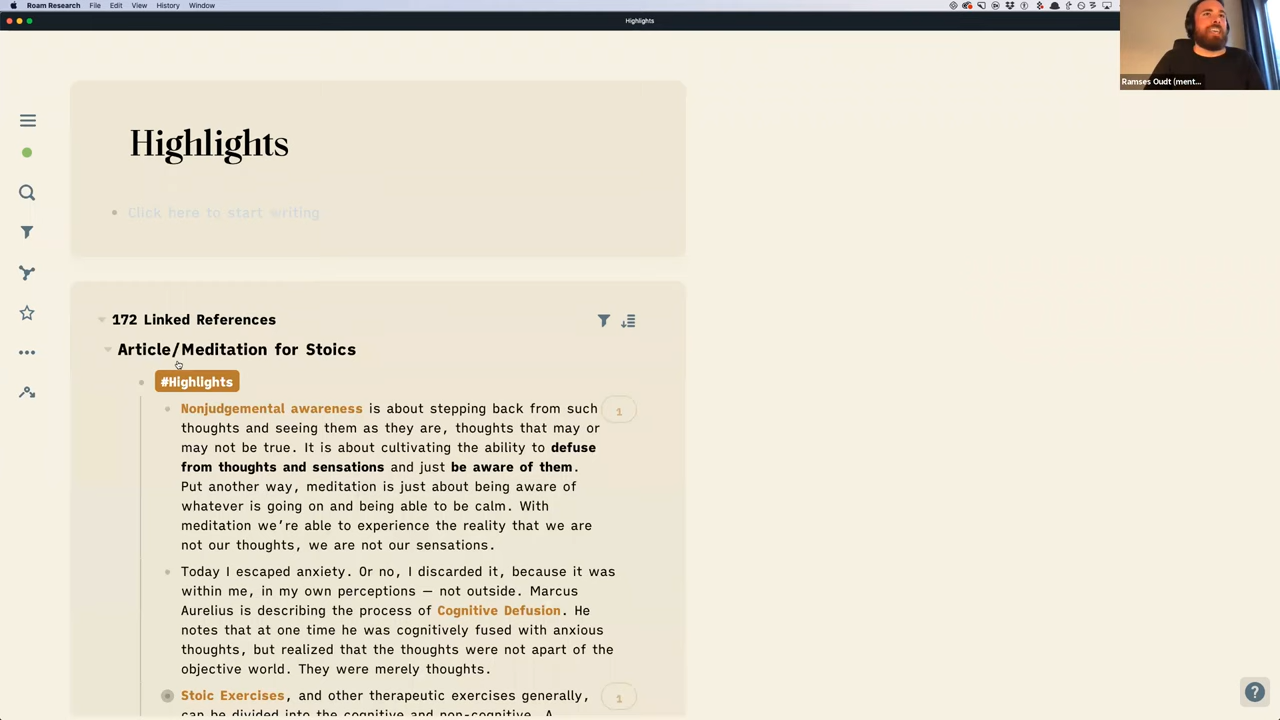 Roam Research File Edit View History Window
Highlights
Ramses Oudt (ment...
Highlights
Click here to start writing
172 Linked References
Article/Meditation for Stoics
#Highlights
Nonjudgemental awareness is about stepping back from such
1
thoughts and seeing them as they are, thoughts that may or
may not be true. It is about cultivating the ability to defuse
from thoughts and sensations and just be aware of them.
Put another way, meditation is just about being aware of
whatever is going on and being able to be calm. With
meditation we're able to experience the reality that we are
not our thoughts, we are not our sensations.
Today I escaped anxiety. Or no, I discarded it, because it was
within me, in my own perceptions — not outside. Marcus
Aurelius is describing the process of Cognitive Defusion. He
notes that at one time he was cognitively fused with anxious
thoughts, but realized that the thoughts were not apart of the
objective world. They were merely thoughts.
Stoic Exercises, and other therapeutic exercises generally,
1
can be divided into the cognitive and non-cognitive. A
?